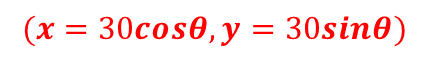 (x = 30cosθ, y = 30sinθ)